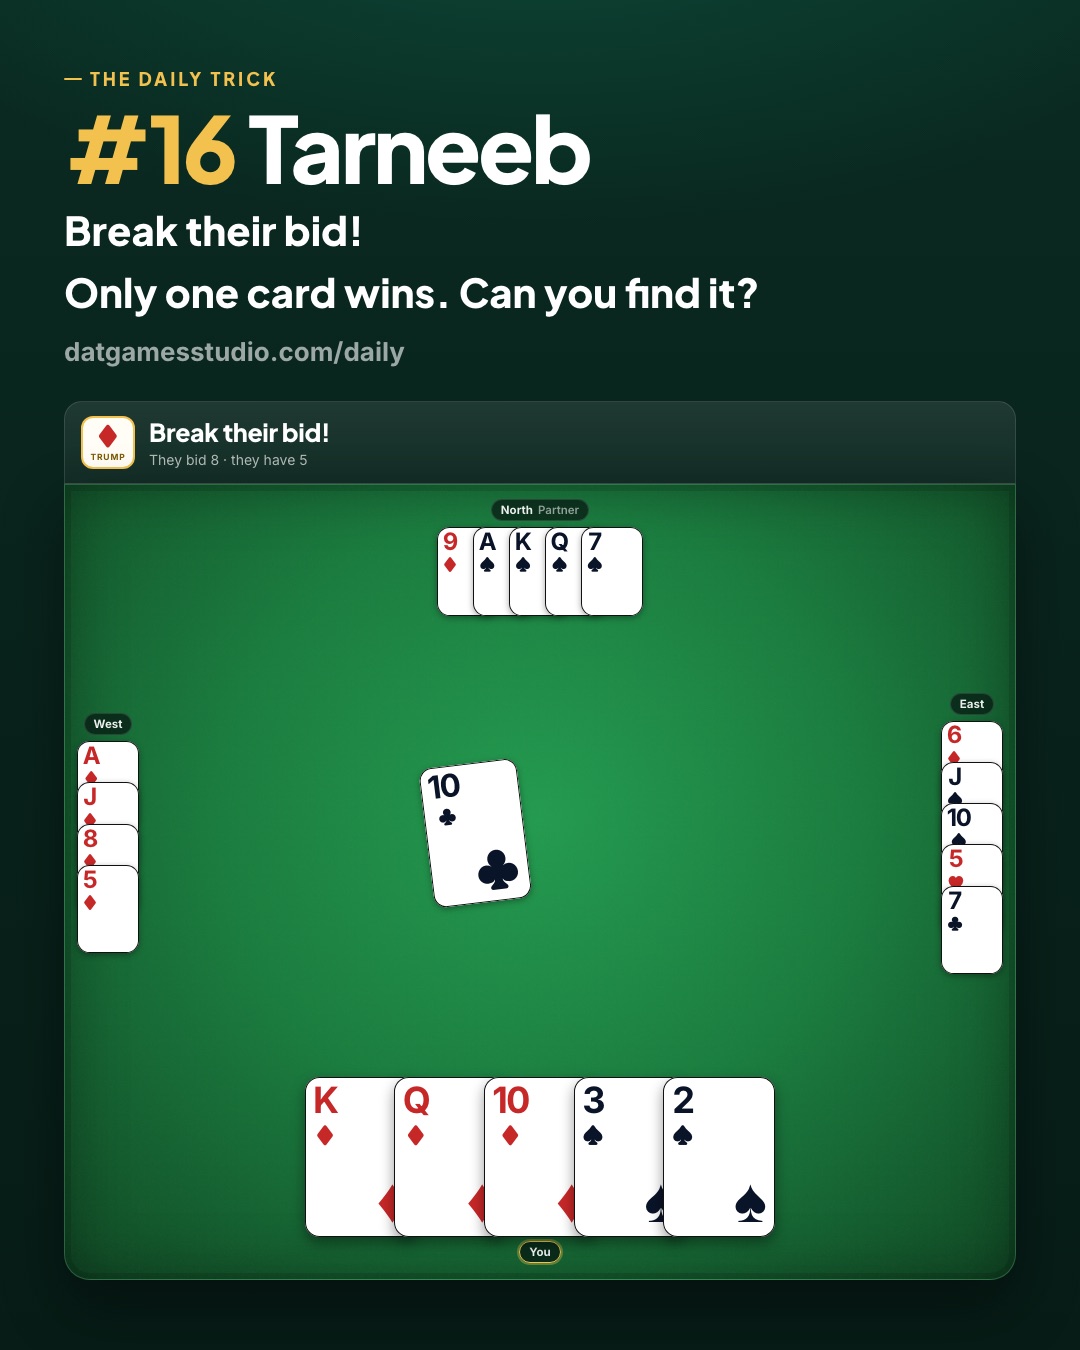 — THE DAILY TRICK
#16 Tarneeb
Break their bid!
Only one card wins. Can you find it?
datgamesstudio.com/daily
TRUMP
Break their bid!
They bid 8 · they have 5
North Partner
9 A K Q 7
West
A
J
8
5
East
6
J
10
5
7
10
K Q 10 3 2
You